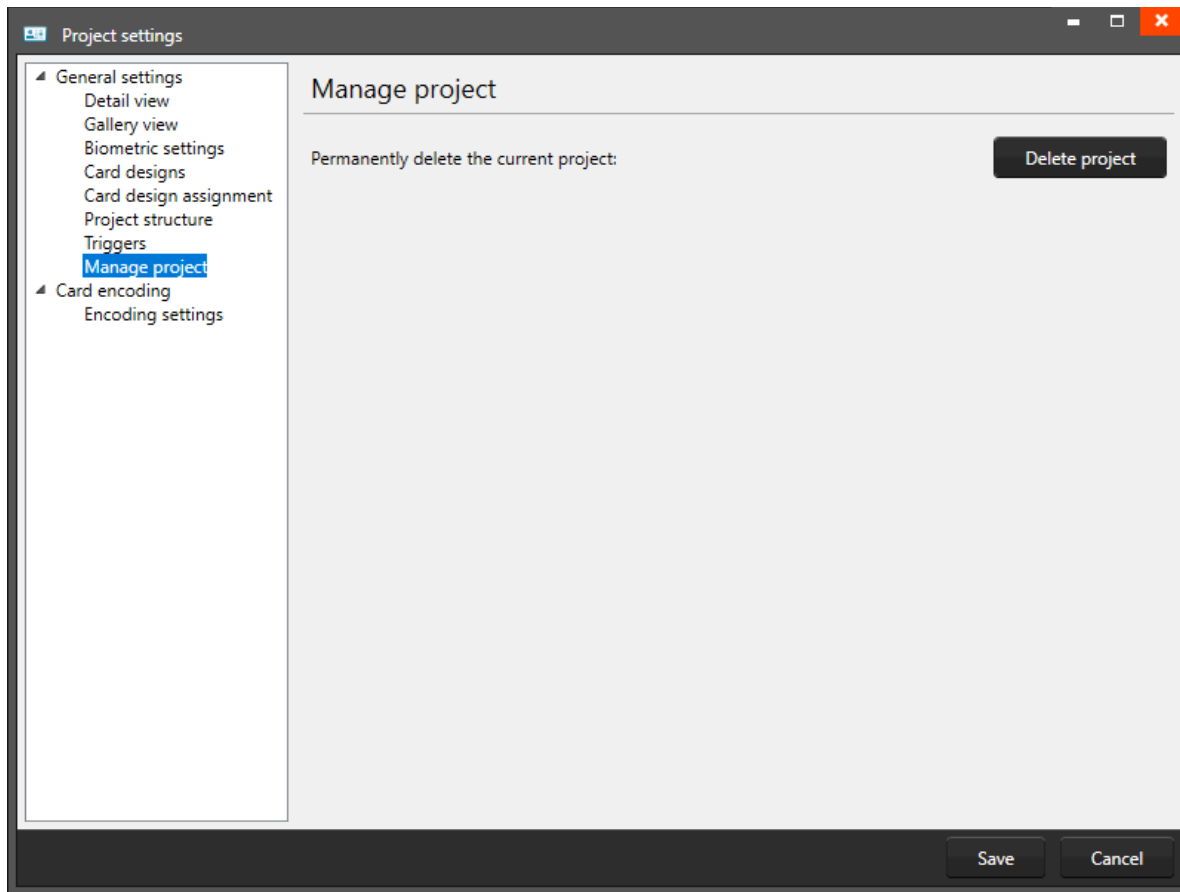 Project settings
General settings
Detail view
Gallery view
Biometric settings
Card designs
Card design assignment
Project structure
Triggers
Manage project
Card encoding
Encoding settings
Manage project
Permanently delete the current project:
Delete project
Save
Cancel